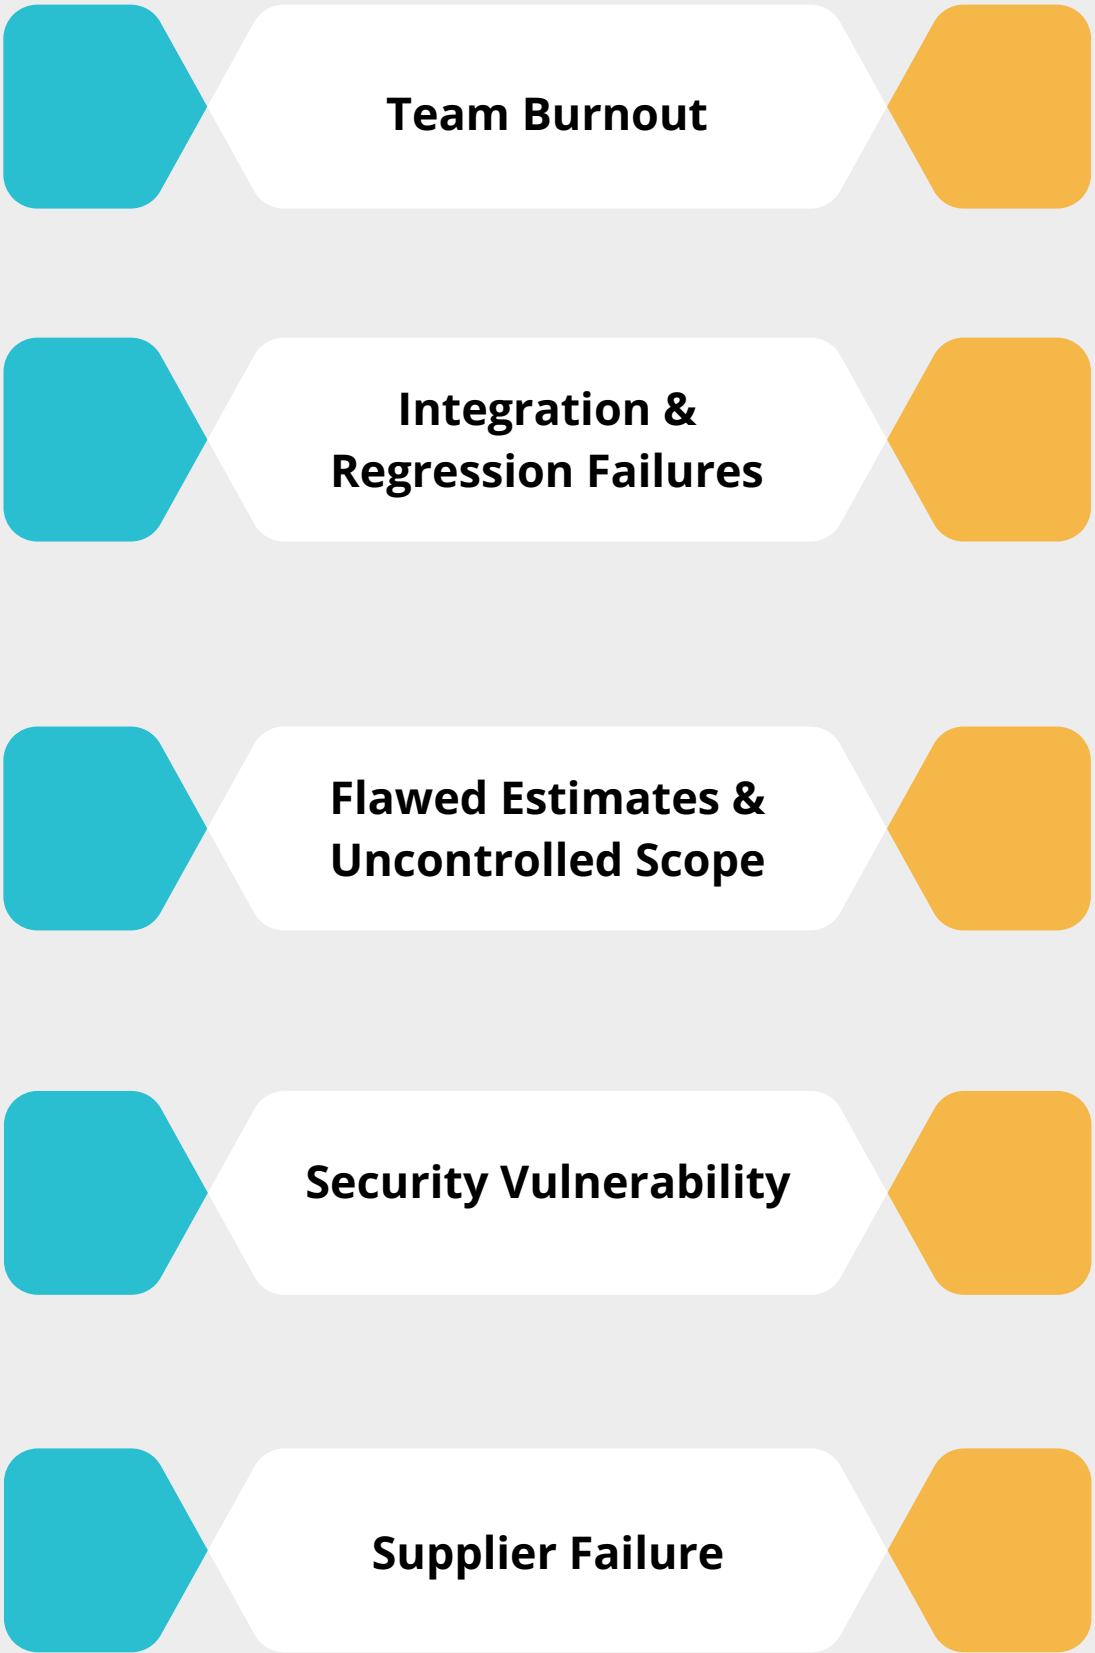 Team Burnout
Integration &
Regression Failures
Flawed Estimates &
Uncontrolled Scope
Security Vulnerability
Supplier Failure